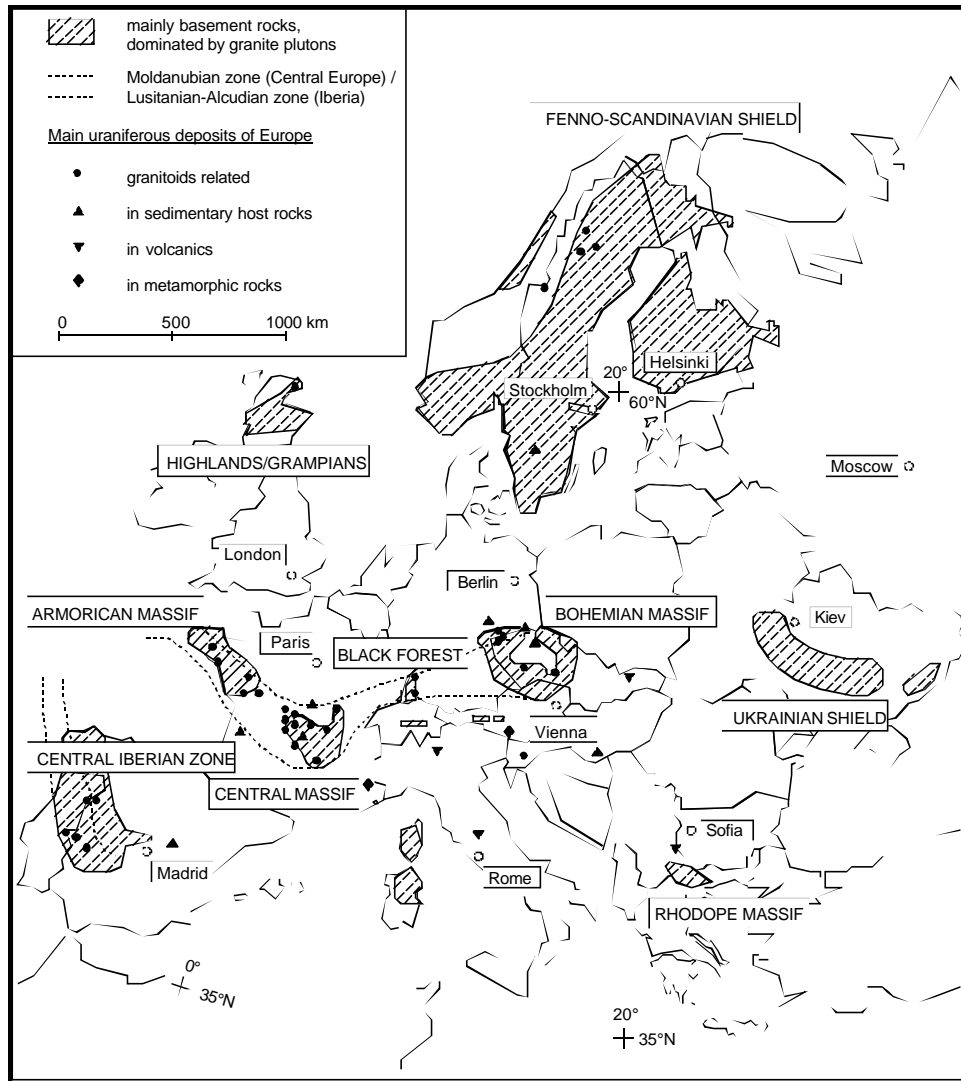 mainly basement rocks,
dominated by granite plutons
Moldanubian zone (Central Europe) /
Lusitanian-Alcudian zone (Iberia)
Main uraniferous deposits of Europe
granitoids related
in sedimentary host rocks
in volcanics
in metamorphic rocks
0 500 1000 km
FENNO-SCANDINAVIAN SHIELD
Helsinki
Stockholm
20°
60°N
HIGHLANDS/GRAMPIANS
Moscow
London
Berlin
ARMORICAN MASSIF
BOHEMIAN MASSIF
Kiev
Paris
BLACK FOREST
UKRAINIAN SHIELD
Vienna
CENTRAL IBERIAN ZONE
CENTRAL MASSIF
Sofia
Madrid
Rome
RHODOPE MASSIF
0°
35°N
20°
35°N